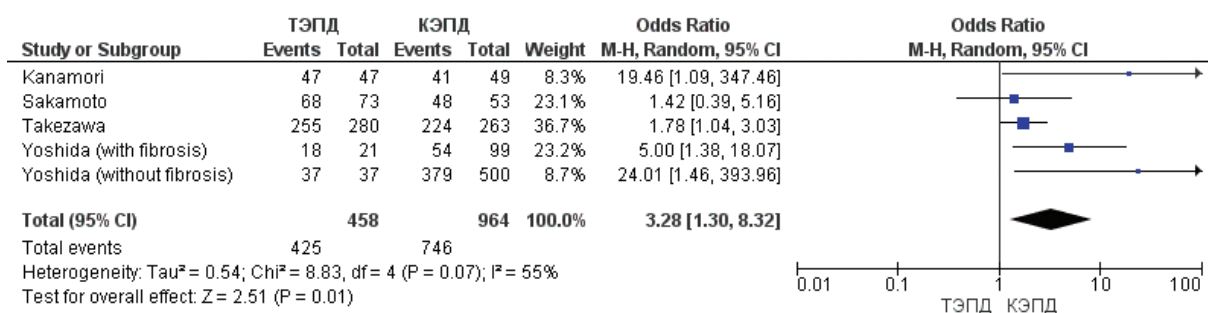 ТЭПД КЭПД Odds Ratio Odds Ratio
Study or Subgroup Events Total Events Total Weight M-H, Random, 95% CI M-H, Random, 95% CI
Kanamori 47 47 41 49 8.3% 19.46 [1.09, 347.46]
Sakamoto 68 73 48 53 23.1% 1.42 [0.39, 5.16]
Takezawa 255 280 224 263 36.7% 1.78 [1.04, 3.03]
Yoshida (with fibrosis) 18 21 54 99 23.2% 5.00 [1.38, 18.07]
Yoshida (without fibrosis) 37 37 379 500 8.7% 24.01 [1.46, 393.96]
Total (95% CI) 458 964 100.0% 3.28 [1.30, 8.32]
Total events 425 746
Heterogeneity: Tau² = 0.54; Chi² = 8.83, df = 4 (P = 0.07); I² = 55%
Test for overall effect: Z = 2.51 (P = 0.01)
0.01 0.1 1 10 100
ТЭПД КЭПД